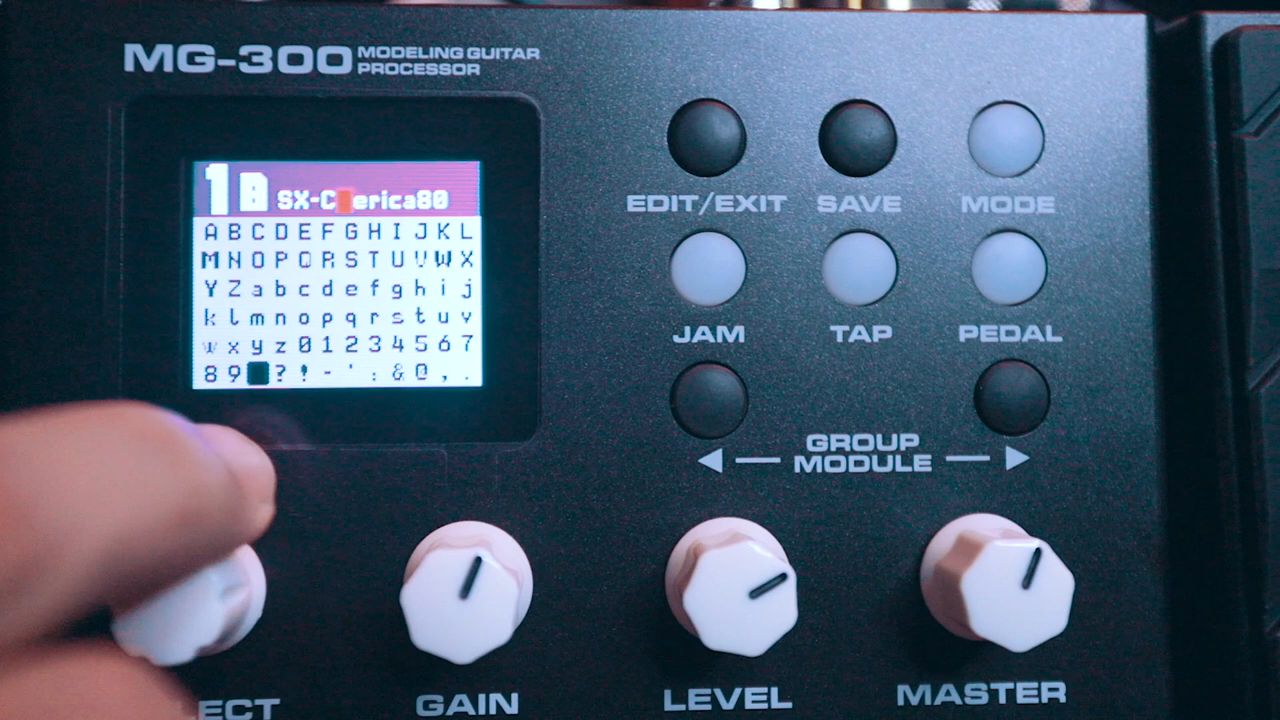 MG-300 MODELING GUITAR
PROCESSOR
1B SX-C erica80
A B C D E F G H I J K L
M N O P Q R S T U V W X
Y Z a b c d e f g h i j
k l m n o p q r s t u v
w x y z 0 1 2 3 4 5 6 7
8 9 ? ! - ' : & @ , .
EDIT/EXIT SAVE MODE
JAM TAP PEDAL
GROUP
MODULE
ECT GAIN LEVEL MASTER